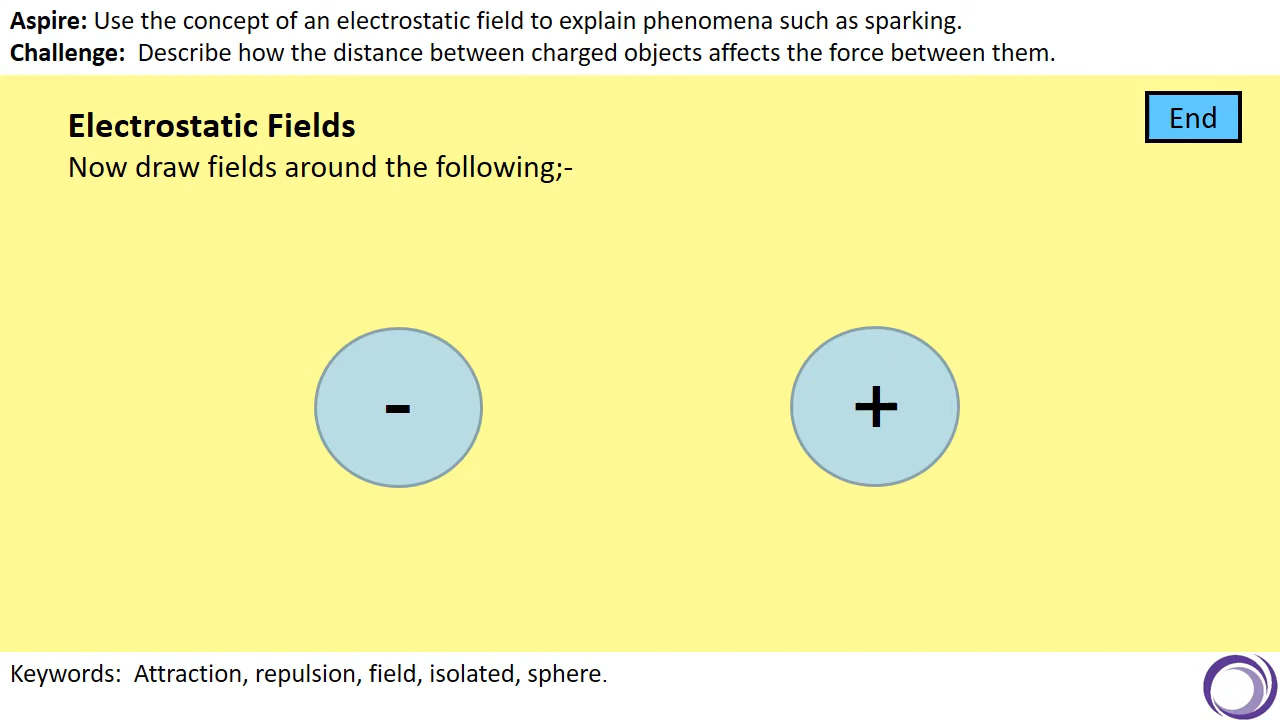 Aspire: Use the concept of an electrostatic field to explain phenomena such as sparking.
Challenge:  Describe how the distance between charged objects affects the force between them.
Electrostatic Fields
End
Now draw fields around the following;-
- +
Keywords:  Attraction, repulsion, field, isolated, sphere.